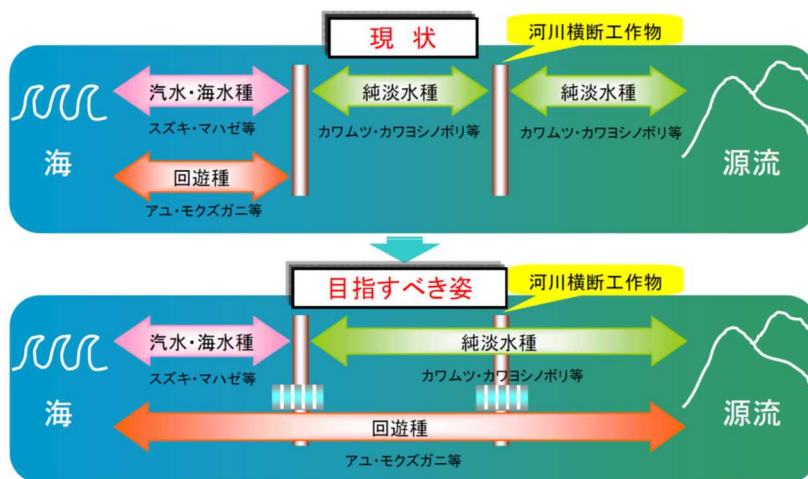 現 状
河川横断工作物
汽水・海水種
純淡水種
純淡水種
スズキ・マハゼ等
カワムツ・カワヨシノボリ等
カワムツ・カワヨシノボリ等
海
源流
回遊種
アユ・モクズガニ等
目指すべき姿
河川横断工作物
汽水・海水種
純淡水種
スズキ・マハゼ等
カワムツ・カワヨシノボリ等
海
源流
回遊種
アユ・モクズガニ等